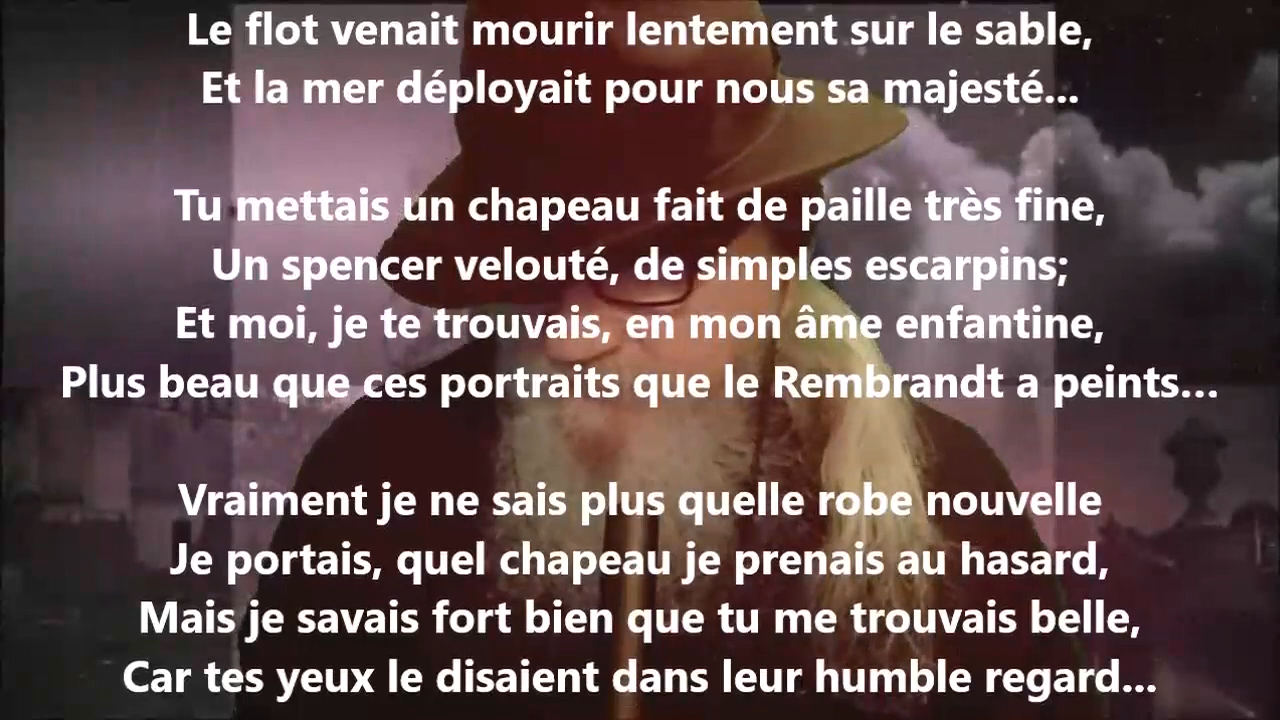 Le flot venait mourir lentement sur le sable,
Et la mer déployait pour nous sa majesté...
Tu mettais un chapeau fait de paille très fine,
Un spencer velouté, de simples escarpins;
Et moi, je te trouvais, en mon âme enfantine,
Plus beau que ces portraits que le Rembrandt a peints...
Vraiment je ne sais plus quelle robe nouvelle
Je portais, quel chapeau je prenais au hasard,
Mais je savais fort bien que tu me trouvais belle,
Car tes yeux le disaient dans leur humble regard...